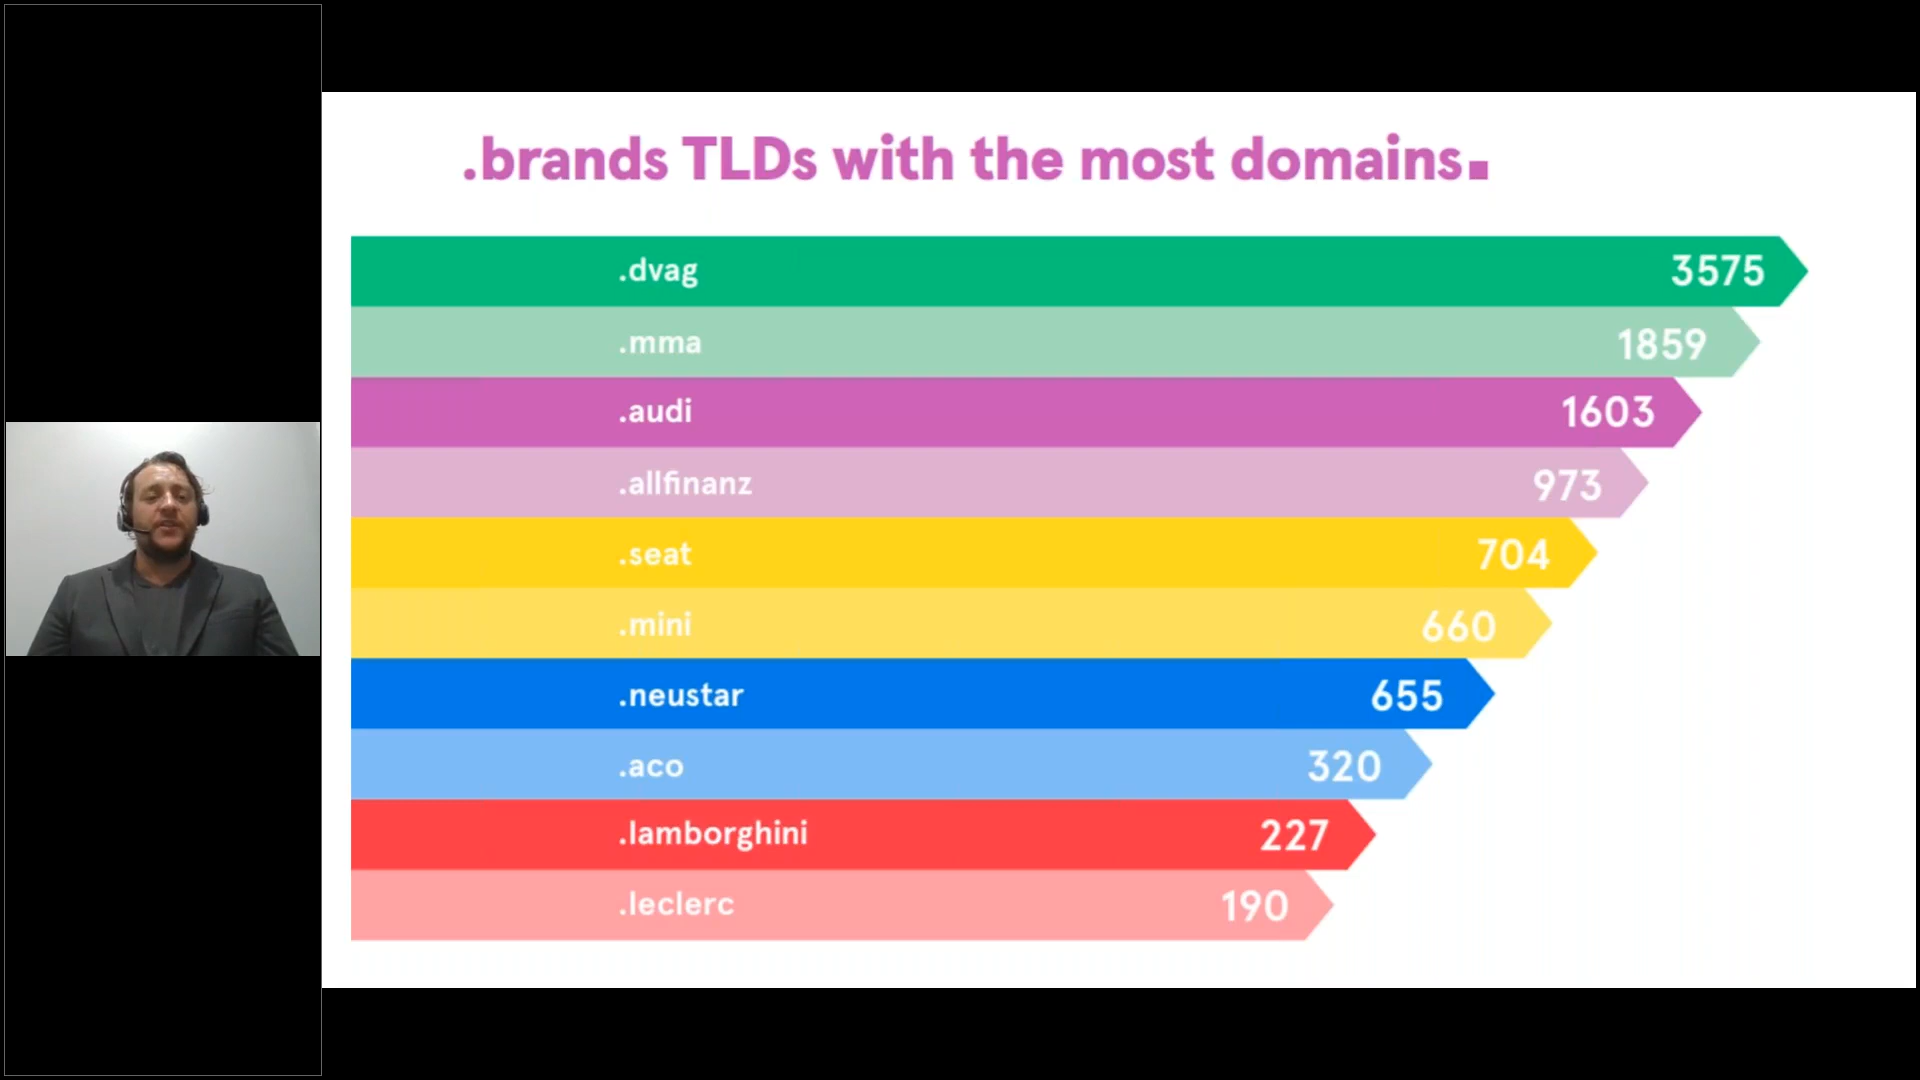 .brands TLDs with the most domains.
.dvag 3575
.mma 1859
.audi 1603
.allfinanz 973
.seat 704
.mini 660
.neustar 655
.aco 320
.lamborghini 227
.leclerc 190